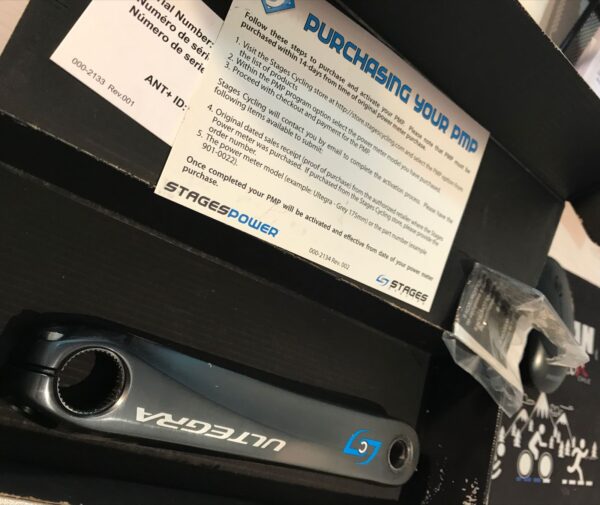 rial Number:
Numéro de séri
Número de serie
ANT+ ID:
000-2133 Rev.001
PURCHASING YOUR PMP
Follow these steps to purchase and activate your PMP. Please note that PMP must be
purchased within 14-days from time of original power meter purchase.
1. Visit the Stages Cycling store at http://store.stagescycling.com and select the PMP option from
the list of products
2. Within the PMP program option select the power meter model you have purchased.
3. Proceed with checkout and payment for the PMP
Stages Cycling will contact you by email to complete the activation process. Please have the
following items available to submit:
4. Original dated sales receipt (proof of purchase) from the authorized retailer where the Stages
Power meter was purchased. If purchased from the Stages Cycling store, please provide the
order number.
5. The power meter model (example: Ultegra - Grey 175mm) or the part number (example
901-0022).
Once completed your PMP will be activated and effective from date of your power meter
purchase.
STAGESPOWER
000-2134 Rev. 002
STAGES
ULTEGRA